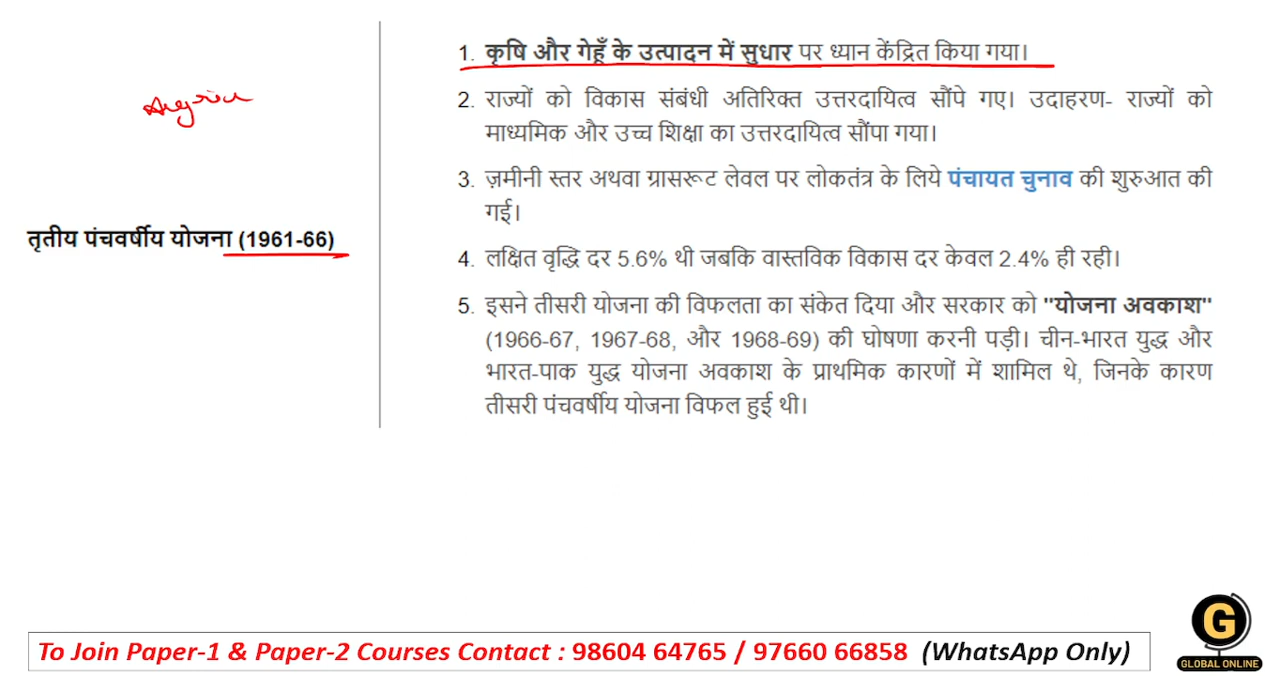 1. कृषि और गेहूँ के उत्पादन में सुधार पर ध्यान केंद्रित किया गया।
2. राज्यों को विकास संबंधी अतिरिक्त उत्तरदायित्व सौंपे गए। उदाहरण- राज्यों को
माध्यमिक और उच्च शिक्षा का उत्तरदायित्व सौंपा गया।
3. ज़मीनी स्तर अथवा ग्रासरूट लेवल पर लोकतंत्र के लिये पंचायत चुनाव की शुरुआत की
गई।
तृतीय पंचवर्षीय योजना (1961-66)
4. लक्षित वृद्धि दर 5.6% थी जबकि वास्तविक विकास दर केवल 2.4% ही रही।
5. इसने तीसरी योजना की विफलता का संकेत दिया और सरकार को "योजना अवकाश"
(1966-67, 1967-68, और 1968-69) की घोषणा करनी पड़ी। चीन-भारत युद्ध और
भारत-पाक युद्ध योजना अवकाश के प्राथमिक कारणों में शामिल थे, जिनके कारण
तीसरी पंचवर्षीय योजना विफल हुई थी।
To Join Paper-1 & Paper-2 Courses Contact : 98604 64765 / 97660 66858 (WhatsApp Only)
G
GLOBAL ONLINE